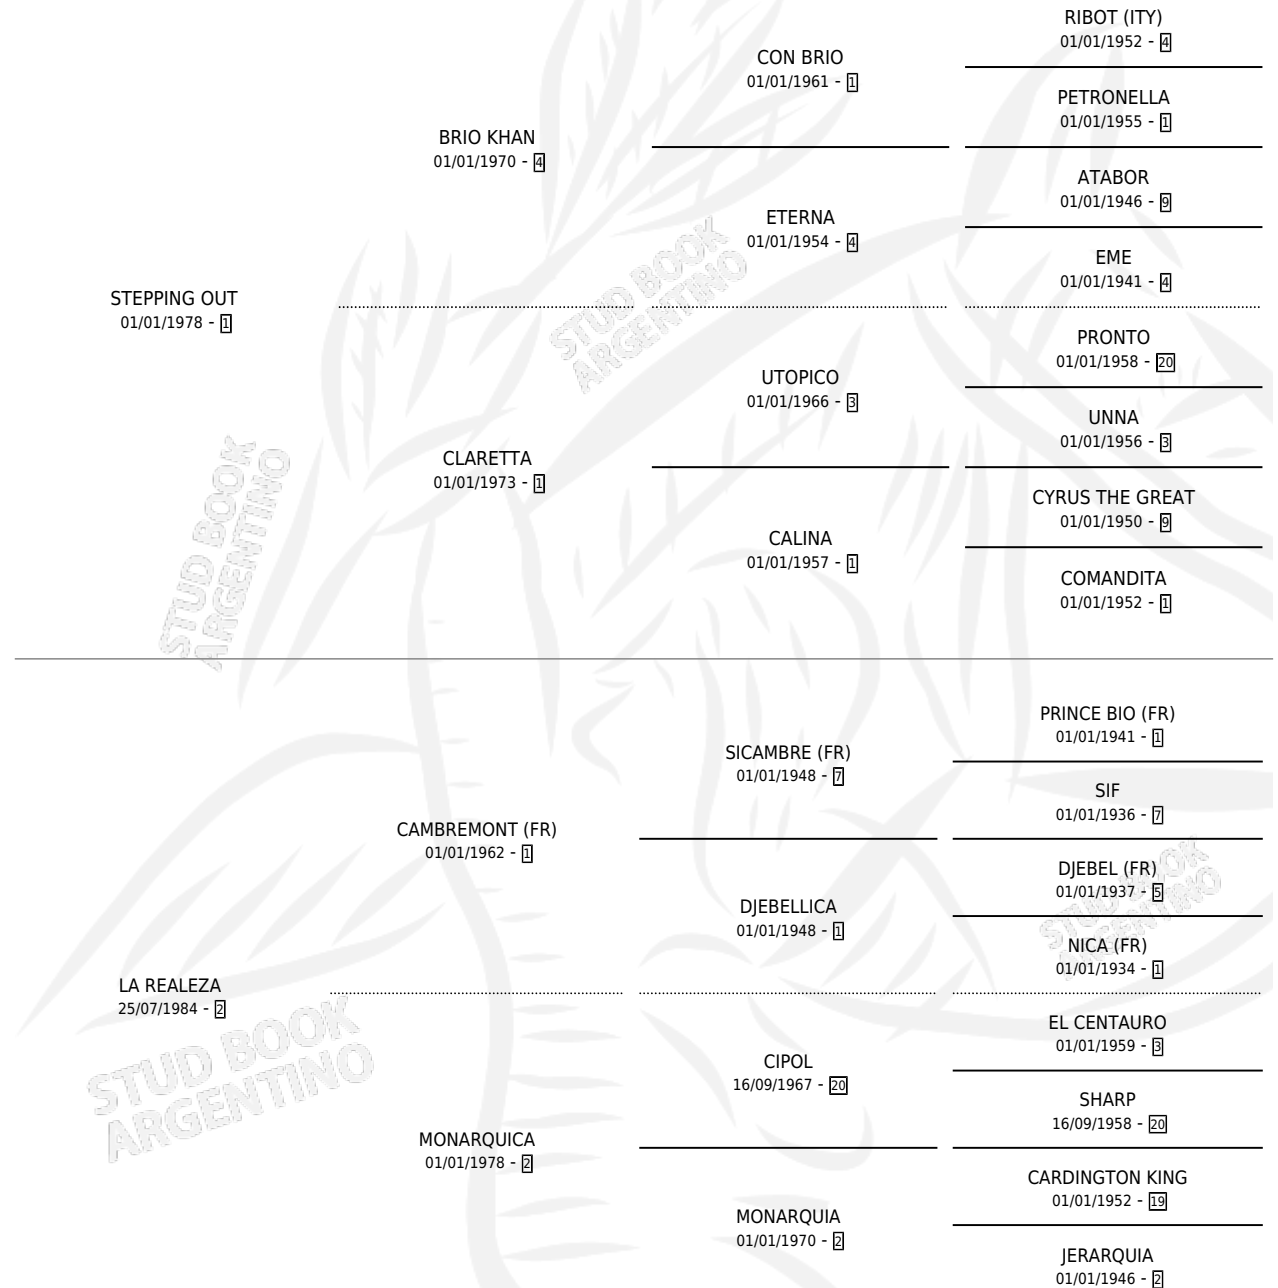 RIBOT (ITY)
01/01/1952 - 4
CON BRIO
01/01/1961 - 1
PETRONELLA
01/01/1955 - 1
BRIO KHAN
01/01/1970 - 4
ATABOR
01/01/1946 - 9
ETERNA
01/01/1954 - 4
EME
01/01/1941 - 4
STEPPING OUT
01/01/1978 - 1
PRONTO
01/01/1958 - 20
UTOPICO
01/01/1966 - 3
UNNA
01/01/1956 - 3
CLARETTA
01/01/1973 - 1
CYRUS THE GREAT
01/01/1950 - 9
CALINA
01/01/1957 - 1
COMANDITA
01/01/1952 - 1
PRINCE BIO (FR)
01/01/1941 - 1
SICAMBRE (FR)
01/01/1948 - 7
SIF
01/01/1936 - 7
CAMBREMONT (FR)
01/01/1962 - 1
DJEBEL (FR)
01/01/1937 - 5
DJEBELLICA
01/01/1948 - 1
NICA (FR)
01/01/1934 - 1
LA REALEZA
25/07/1984 - 2
EL CENTAURO
01/01/1959 - 3
CIPOL
16/09/1967 - 20
SHARP
16/09/1958 - 20
MONARQUICA
01/01/1978 - 2
CARDINGTON KING
01/01/1952 - 19
MONARQUIA
01/01/1970 - 2
JERARQUIA
01/01/1946 - 2
STUD BOOK
ARGENTINO
STUD BOOK
ARGENTINO
STUD BOOK
ARGENTINO
STUD BOOK
ARGENTINO